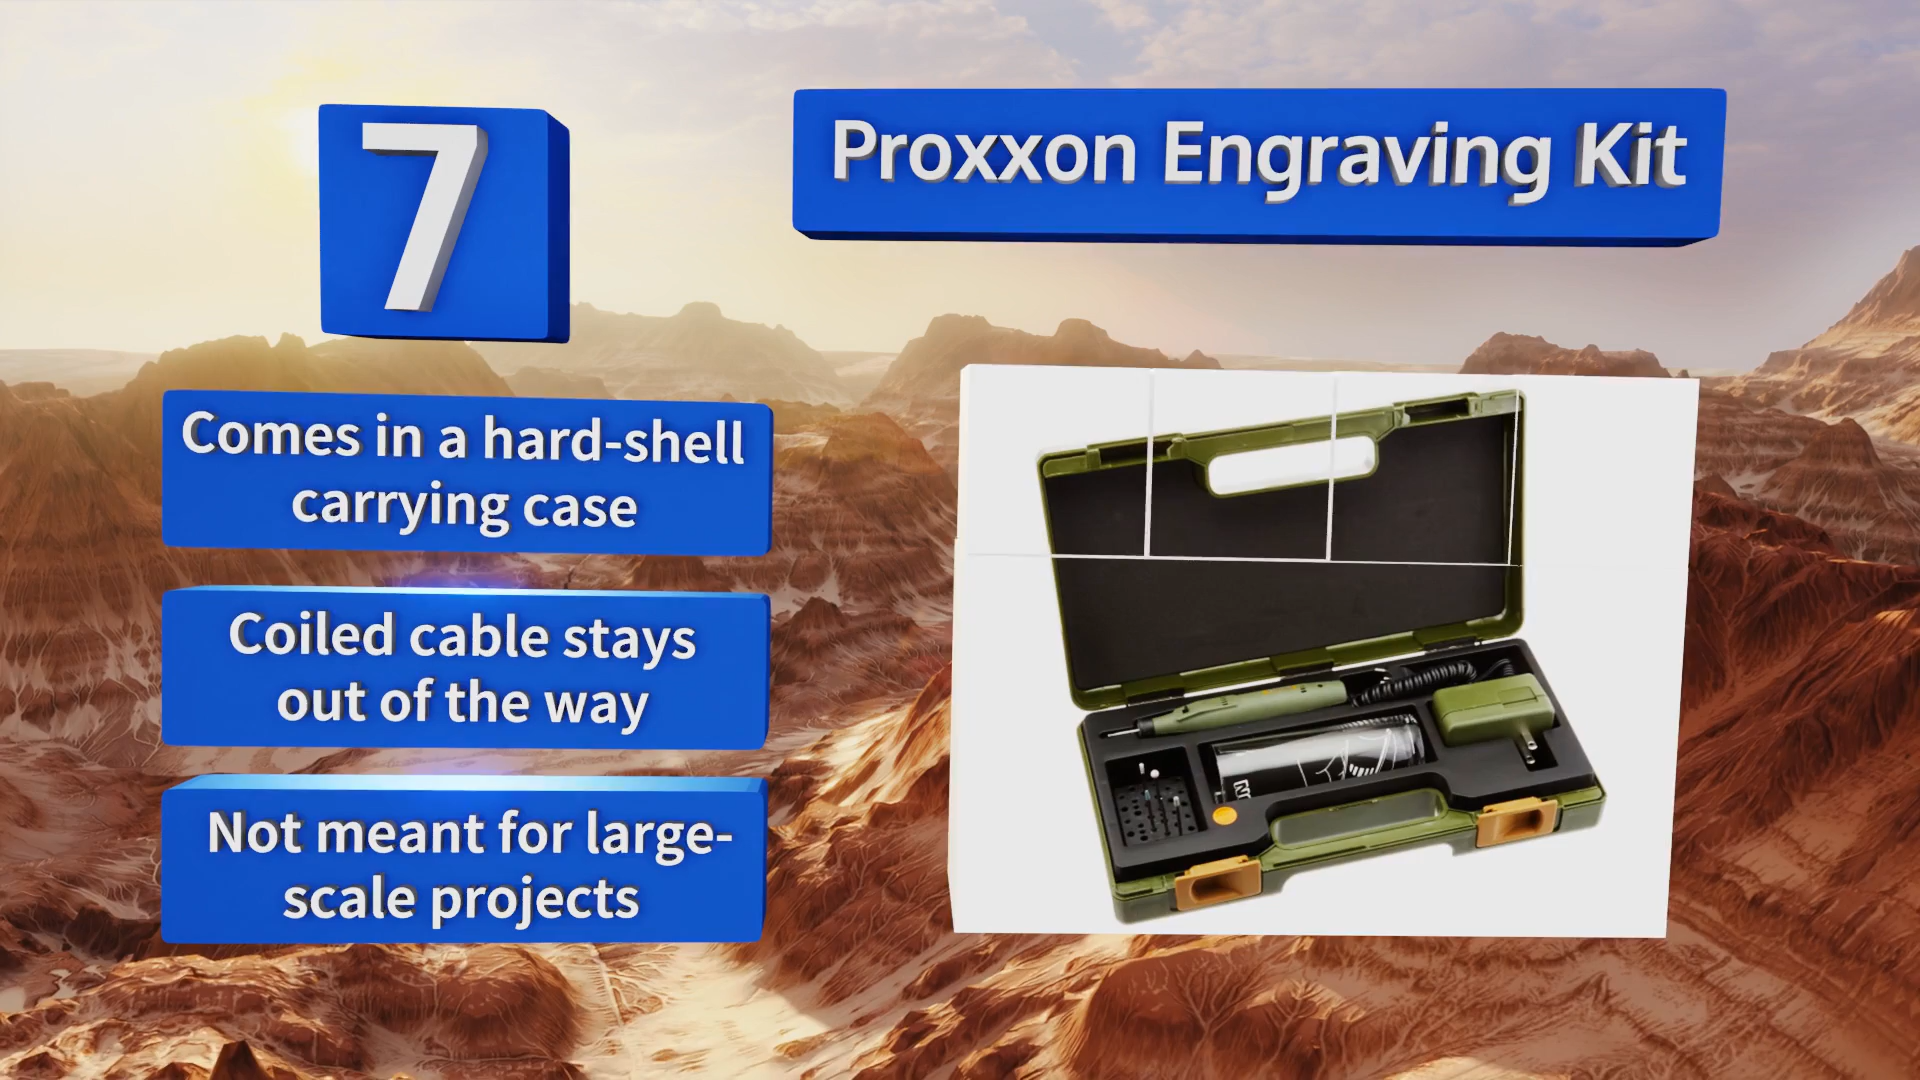 7
Proxxon Engraving Kit
Comes in a hard-shell
carrying case
Coiled cable stays
out of the way
Not meant for large-
scale projects